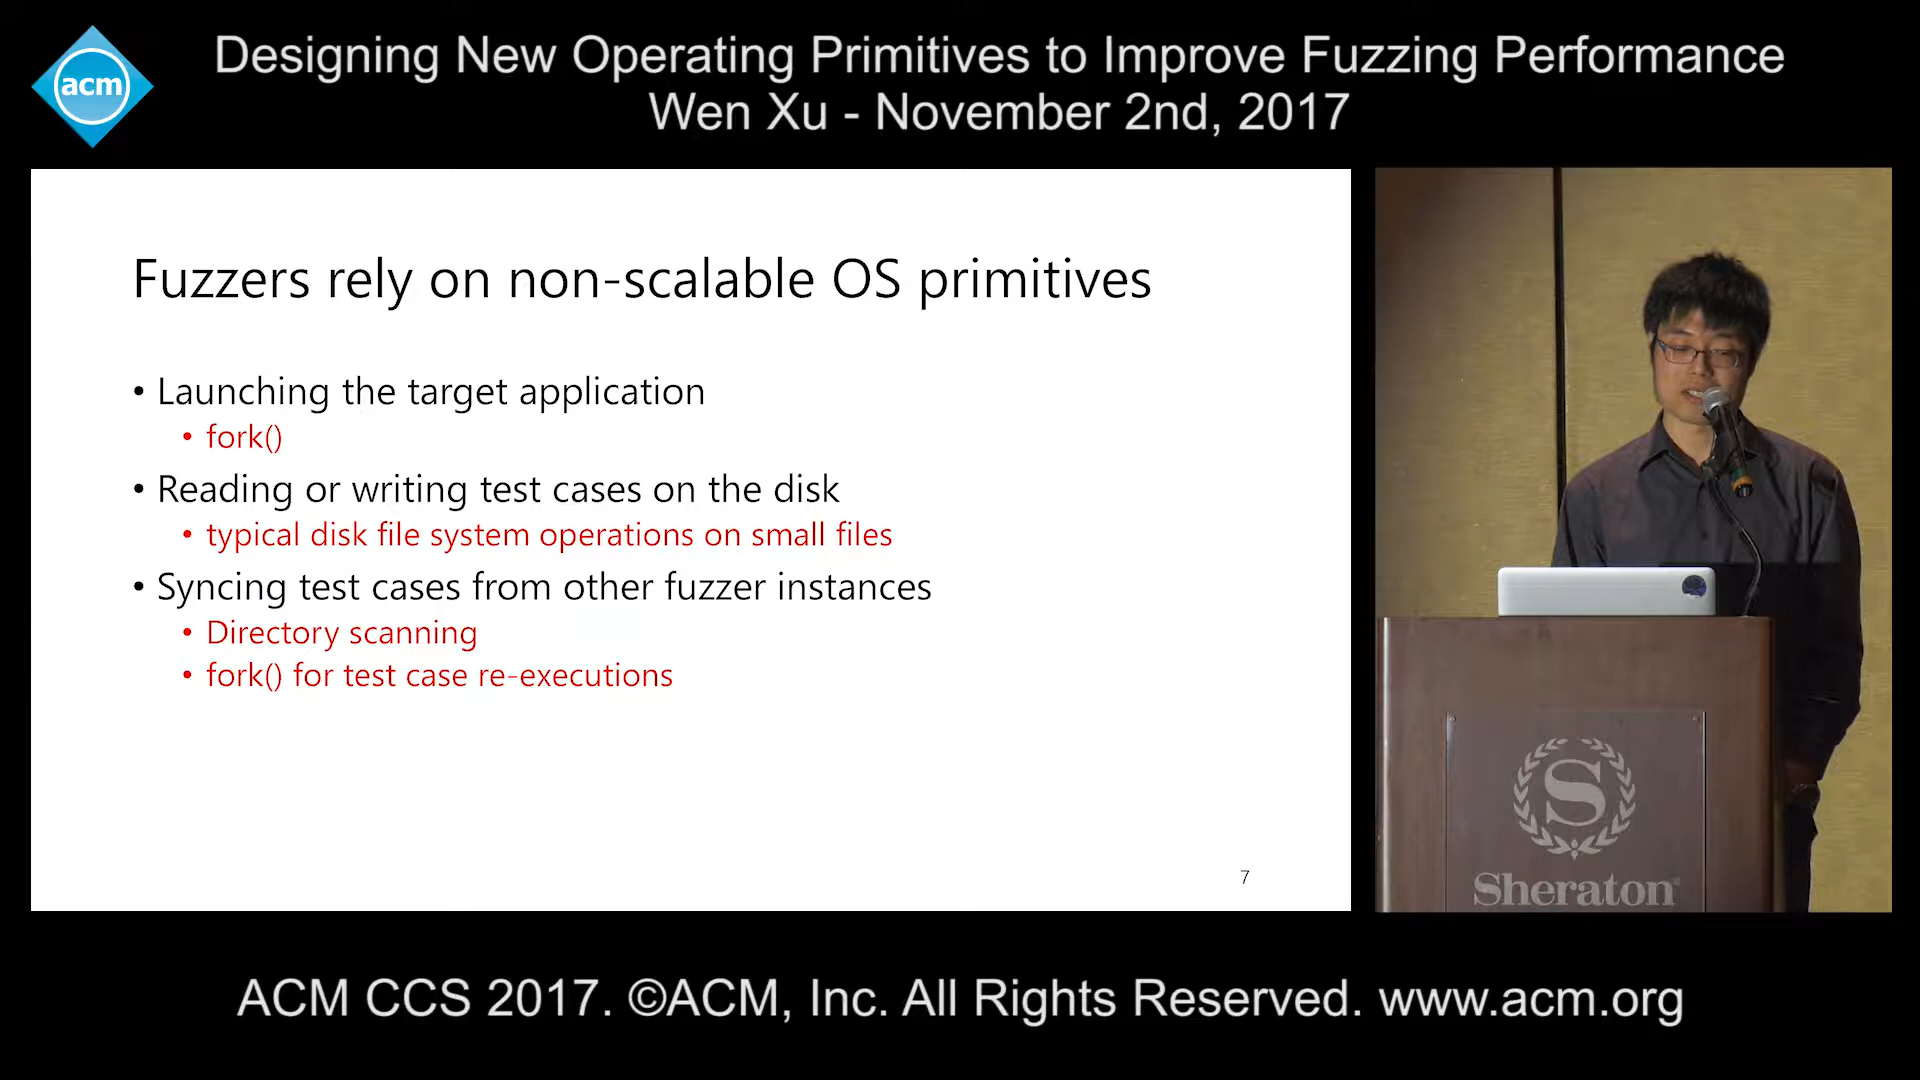 acm
Designing New Operating Primitives to Improve Fuzzing Performance
Wen Xu - November 2nd, 2017
Fuzzers rely on non-scalable OS primitives
• Launching the target application
• fork()
• Reading or writing test cases on the disk
• typical disk file system operations on small files
• Syncing test cases from other fuzzer instances
• Directory scanning
• fork() for test case re-executions
7
S
Sheraton
ACM CCS 2017. ©ACM, Inc. All Rights Reserved. www.acm.org